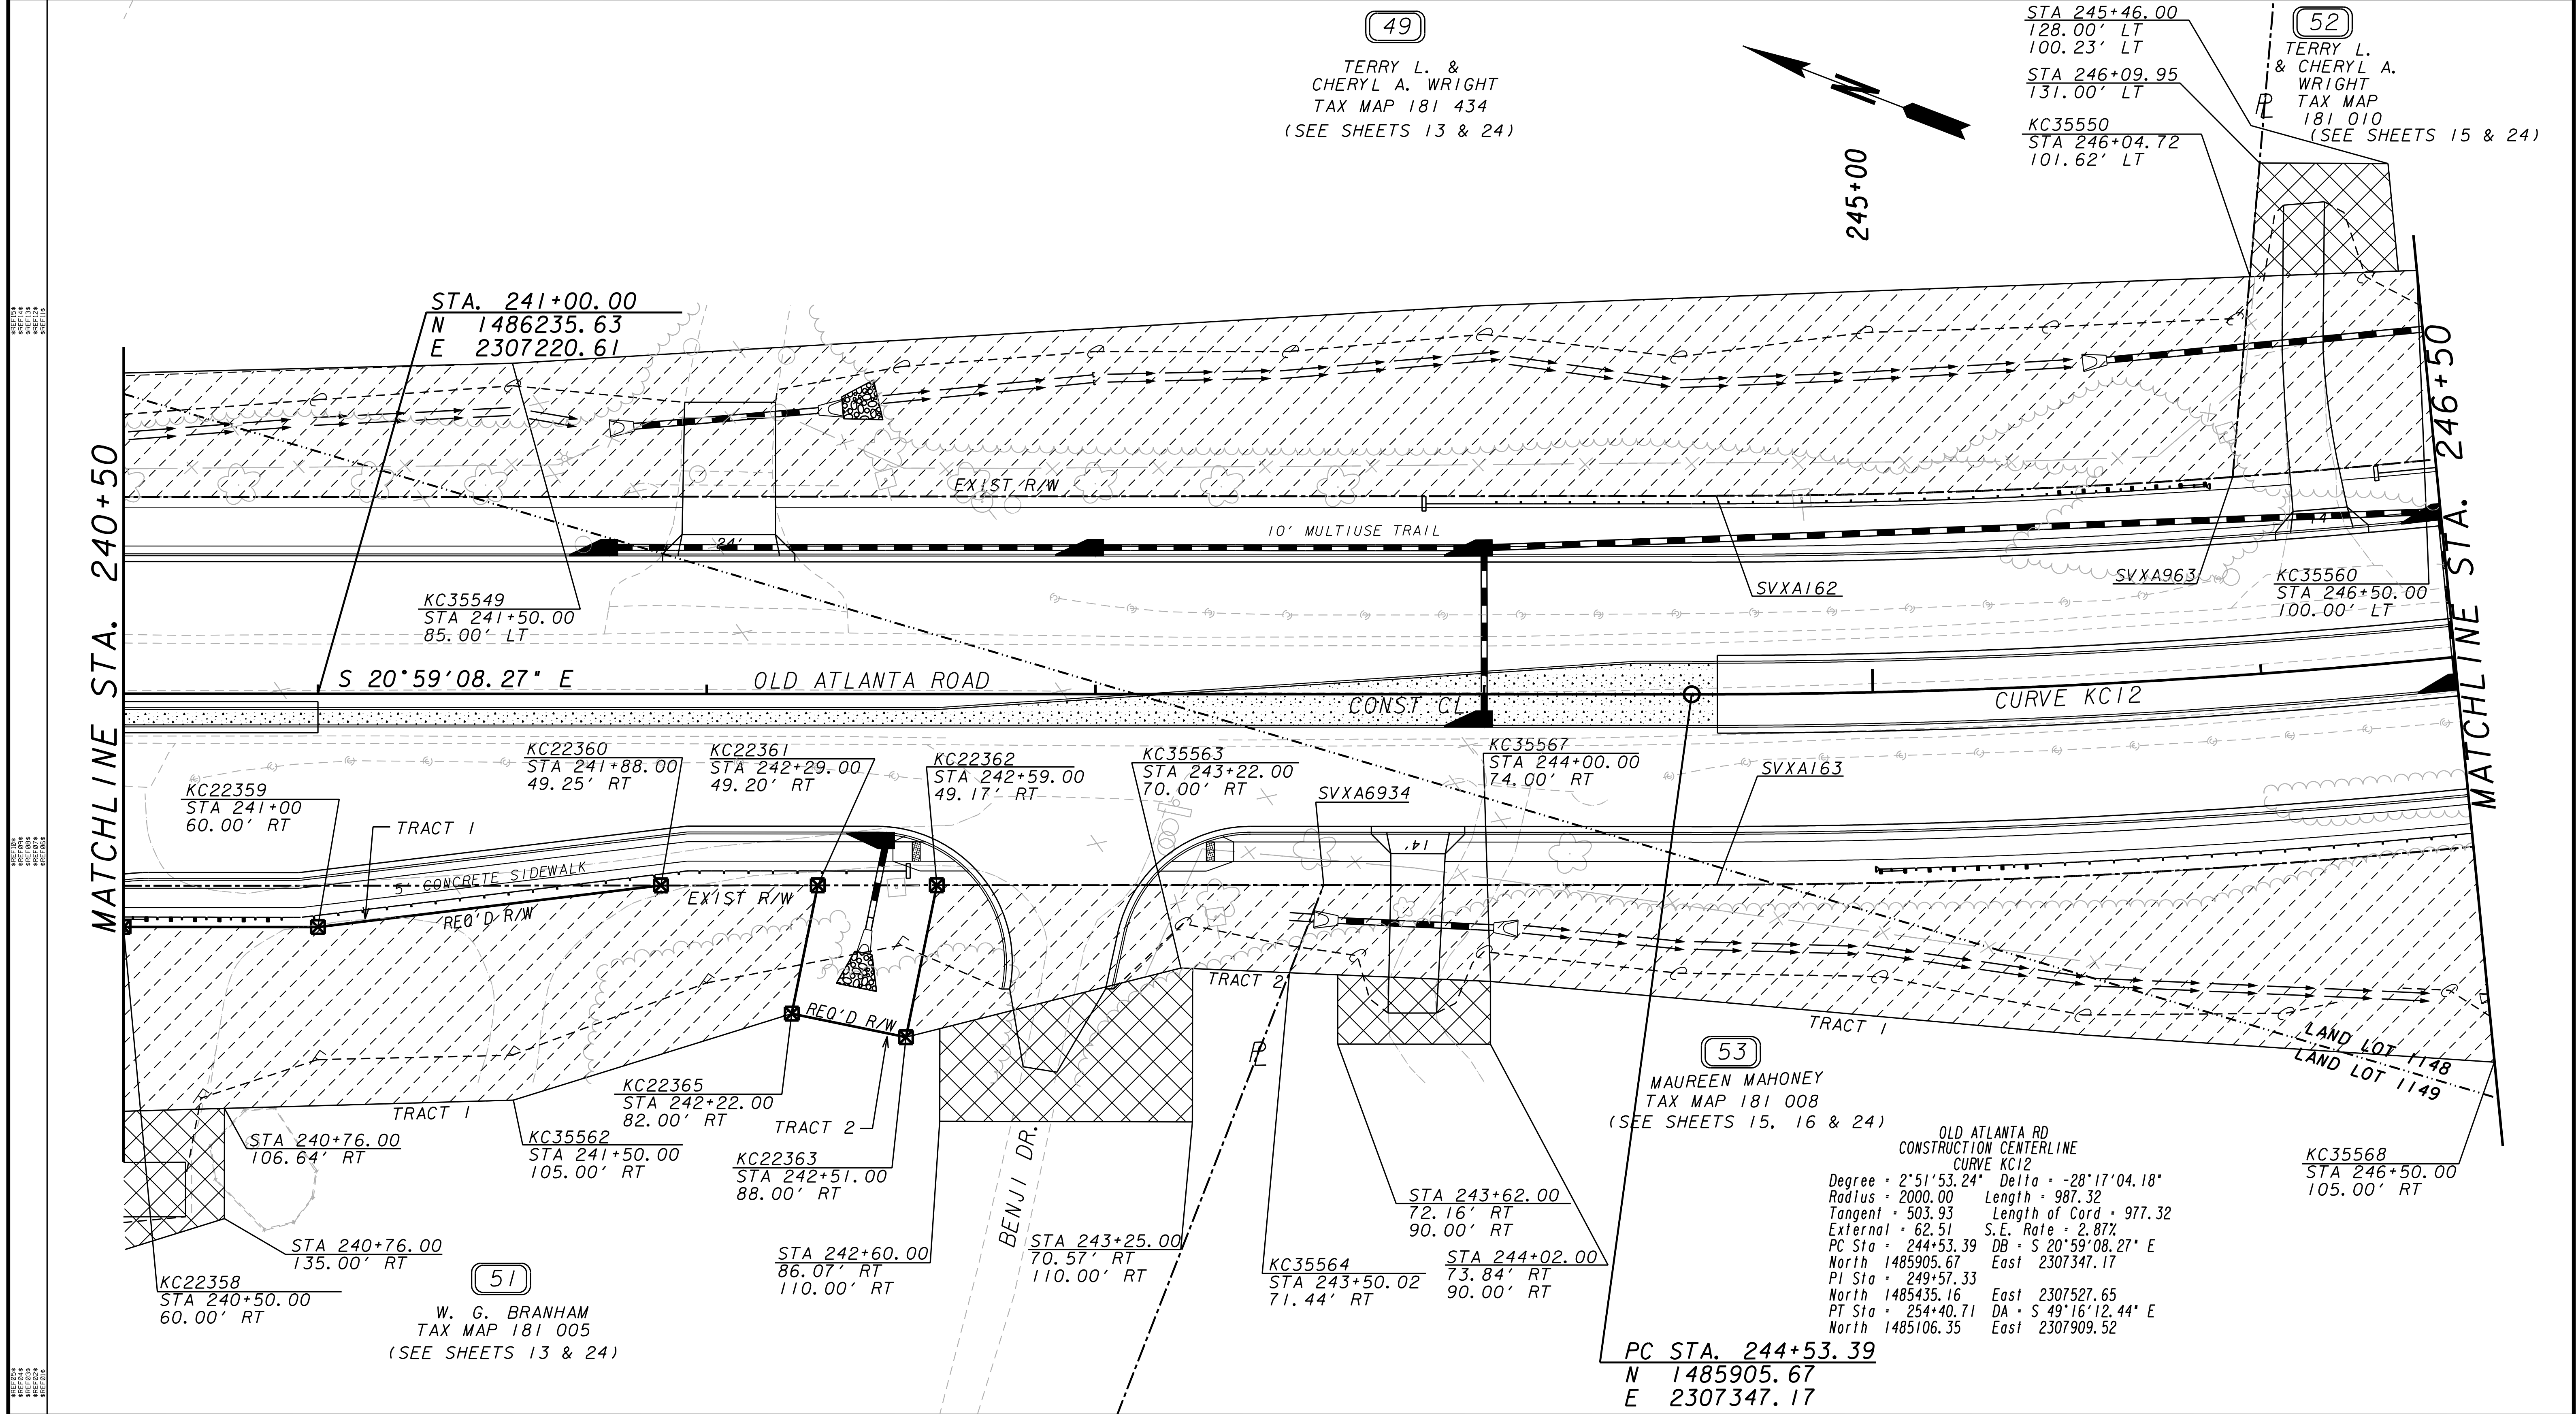 49
TERRY L. &
CHERYL A. WRIGHT
TAX MAP 181 434
(SEE SHEETS 13 & 24)
N
245+00
STA 245+46.00
128.00' LT
100.23' LT
STA 246+09.95
131.00' LT
KC35550
STA 246+04.72
101.62' LT
52
TERRY L.
& CHERYL A.
WRIGHT
TAX MAP
181 010
(SEE SHEETS 15 & 24)
PL
STA. 241+00.00
N 1486235.63
E 2307220.61
MATCHLINE STA. 240+50
MATCHLINE STA. 246+50
EXIST R/W
10' MULTIUSE TRAIL
24'
14'
KC35549
STA 241+50.00
85.00' LT
SVXA162
SVXA963
KC35560
STA 246+50.00
100.00' LT
S 20°59'08.27" E
OLD ATLANTA ROAD
CONST CL
CURVE KC12
KC22359
STA 241+00
60.00' RT
TRACT 1
KC22360
STA 241+88.00
49.25' RT
KC22361
STA 242+29.00
49.20' RT
KC22362
STA 242+59.00
49.17' RT
KC35563
STA 243+22.00
70.00' RT
SVXA6934
KC35567
STA 244+00.00
74.00' RT
SVXA163
5' CONCRETE SIDEWALK
REQ'D R/W
EXIST R/W
14'
REQ'D R/W
TRACT 2
TRACT 1
LAND LOT 1148
LAND LOT 1149
PL
TRACT 1
KC22365
STA 242+22.00
82.00' RT
TRACT 2
STA 240+76.00
106.64' RT
KC35562
STA 241+50.00
105.00' RT
KC22363
STA 242+51.00
88.00' RT
BENJI DR.
STA 240+76.00
135.00' RT
KC22358
STA 240+50.00
60.00' RT
51
W. G. BRANHAM
TAX MAP 181 005
(SEE SHEETS 13 & 24)
STA 242+60.00
86.07' RT
110.00' RT
STA 243+25.00
70.57' RT
110.00' RT
KC35564
STA 243+50.02
71.44' RT
STA 243+62.00
72.16' RT
90.00' RT
STA 244+02.00
73.84' RT
90.00' RT
53
MAUREEN MAHONEY
TAX MAP 181 008
(SEE SHEETS 15, 16 & 24)
OLD ATLANTA RD
CONSTRUCTION CENTERLINE
CURVE KC12
Degree = 2°51'53.24" Delta = -28°17'04.18"
Radius = 2000.00 Length = 987.32
Tangent = 503.93 Length of Cord = 977.32
External = 62.51 S.E. Rate = 2.87%
PC Sta = 244+53.39 DB = S 20°59'08.27" E
North 1485905.67 East 2307347.17
PI Sta = 249+57.33
North 1485435.16 East 2307527.65
PT Sta = 254+40.71 DA = S 49°16'12.44" E
North 1485106.35 East 2307909.52
KC35568
STA 246+50.00
105.00' RT
PC STA. 244+53.39
N 1485905.67
E 2307347.17
$REF15$
$REF14$
$REF13$
$REF12$
$REF11$
$REF10$
$REF09$
$REF08$
$REF07$
$REF06$
$REF05$
$REF04$
$REF03$
$REF02$
$REF01$